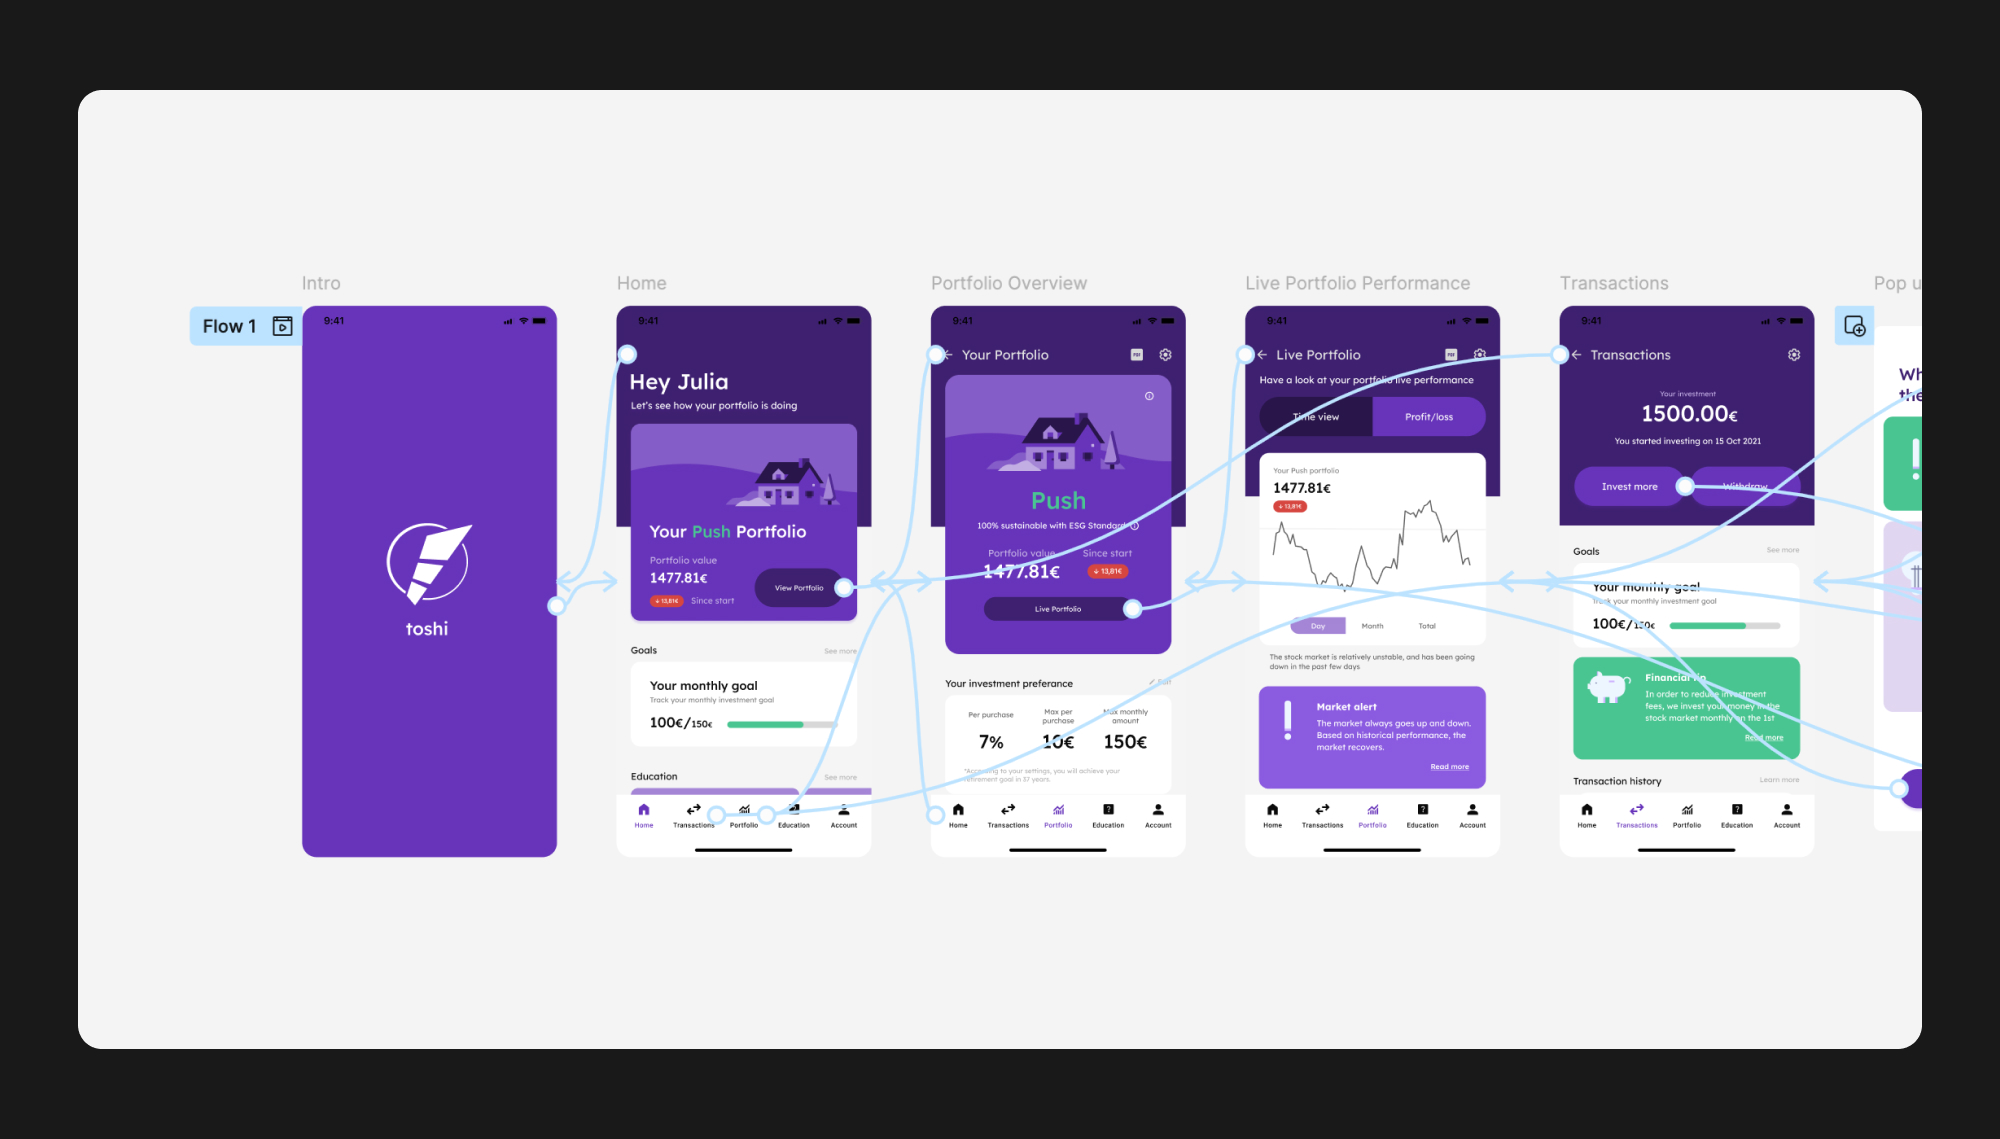 Intro
Home
Portfolio Overview
Live Portfolio Performance
Transactions
Pop u
Flow 1
9:41
toshi
9:41
Hey Julia
Let's see how your portfolio is doing
Your Push Portfolio
Portfolio value
1477.81€
13,81€ Since start
View Portfolio
Goals See more
Your monthly goal
Track your monthly investment goal
100€/150€
Education See more
Home Transactions Portfolio Education Account
9:41
Your Portfolio
PDF
Push
100% sustainable with ESG Standard
Portfolio value Since start
1477.81€ 13,81€
Live Portfolio
Your investment preferance Edit
Per purchase
Max per
purchase
Max monthly
amount
7% 10€ 150€
*According to your settings, you will achieve your
retirement goal in 37 years.
Home Transactions Portfolio Education Account
9:41
Live Portfolio
PDF
Have a look at your portfolio live performance
Time view Profit/loss
Your Push portfolio
1477.81€
13,81€
Day Month Total
The stock market is relatively unstable, and has been going
down in the past few days
Market alert
The market always goes up and down.
Based on historical performance, the
market recovers.
Read more
Home Transactions Portfolio Education Account
9:41
Transactions
Your investment
1500.00€
You started investing on 15 Oct 2021
Invest more Withdraw
Goals See more
Your monthly goal
Track your monthly investment goal
100€/150€
Financial tip
In order to reduce investment
fees, we invest your money in the
stock market monthly on the 1st
Read more
Transaction history Learn more
Home Transactions Portfolio Education Account
Wh
the